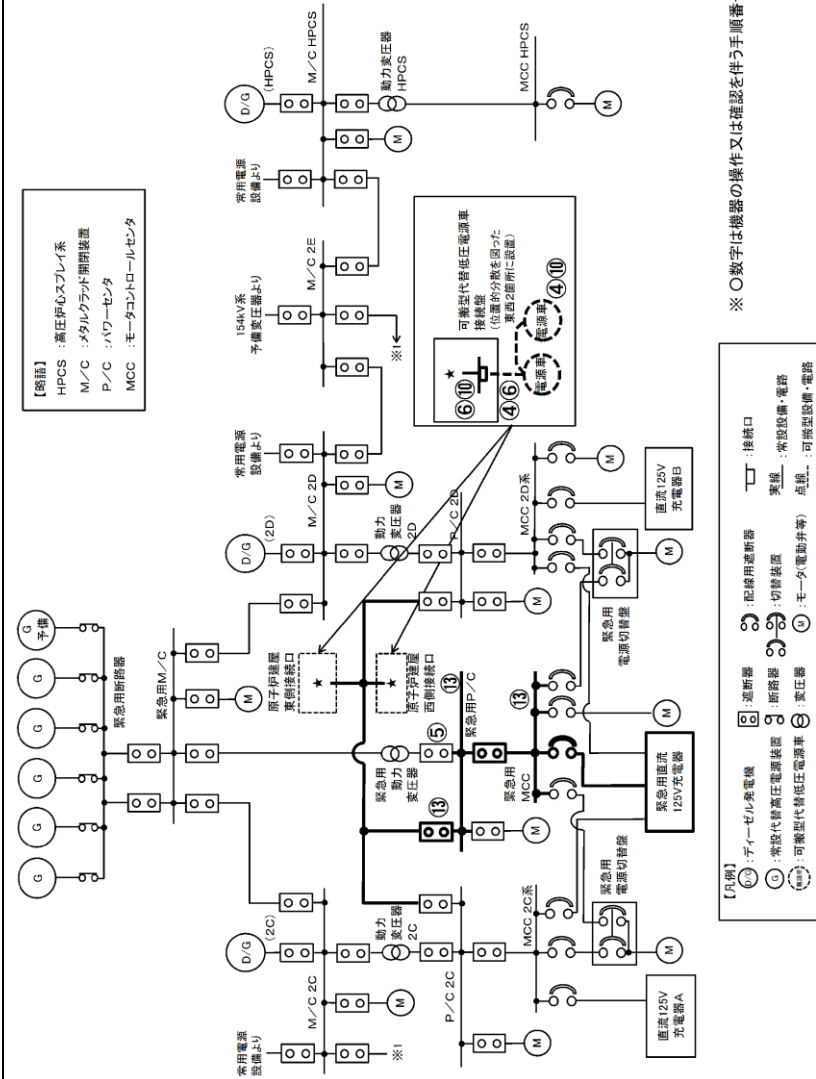 【略語】
HPCS :高圧炉心スプレイ系
M/C :メタルクラッド開閉装置
P/C :パワーセンタ
MCC :モータコントロールセンタ
G
G
G
G
G
G
予備
緊急用断路器
緊急用M/C
M
常用電源
設備より
D/G
(2C)
M/C 2C
※1
M
動力
変圧器
2C
P/C 2C
M
MCC 2C系
直流125V
充電器A
M
緊急用
電源切替盤
M
緊急用
動力
変圧器
⑤
⑬
緊急用P/C
⑬
M
緊急用
MCC
⑬
M
緊急用直流
125V充電器
原子炉建屋
東側接続口
★
原子炉建屋
西側接続口
★
D/G
(2D)
常用電源
設備より
M/C 2D
M
動力
変圧器
2D
P/C 2D
M
MCC 2D系
M
緊急用
電源切替盤
M
直流125V
充電器B
154kV系
予備変圧器より
M/C 2E
※1
常用電源
設備より
D/G
(HPCS)
M/C HPCS
M
動力変圧器
HPCS
MCC HPCS
M
可搬型代替低圧電源車
接続盤
(位置的分散を図った
東西2箇所に設置)
★
⑥⑩
④⑥
電源車
電源車
④⑩
【凡例】
D/G :ディーゼル発電機
G :常設代替高圧電源装置
電源車 :可搬型代替低圧電源車
:遮断器
:断路器
:変圧器
:配線用遮断器
:切替装置
M :モータ(電動弁等)
:接続口
実線 :常設設備・電路
点線 :可搬型設備・電路
※ ○数字は機器の操作又は確認を伴う手順番